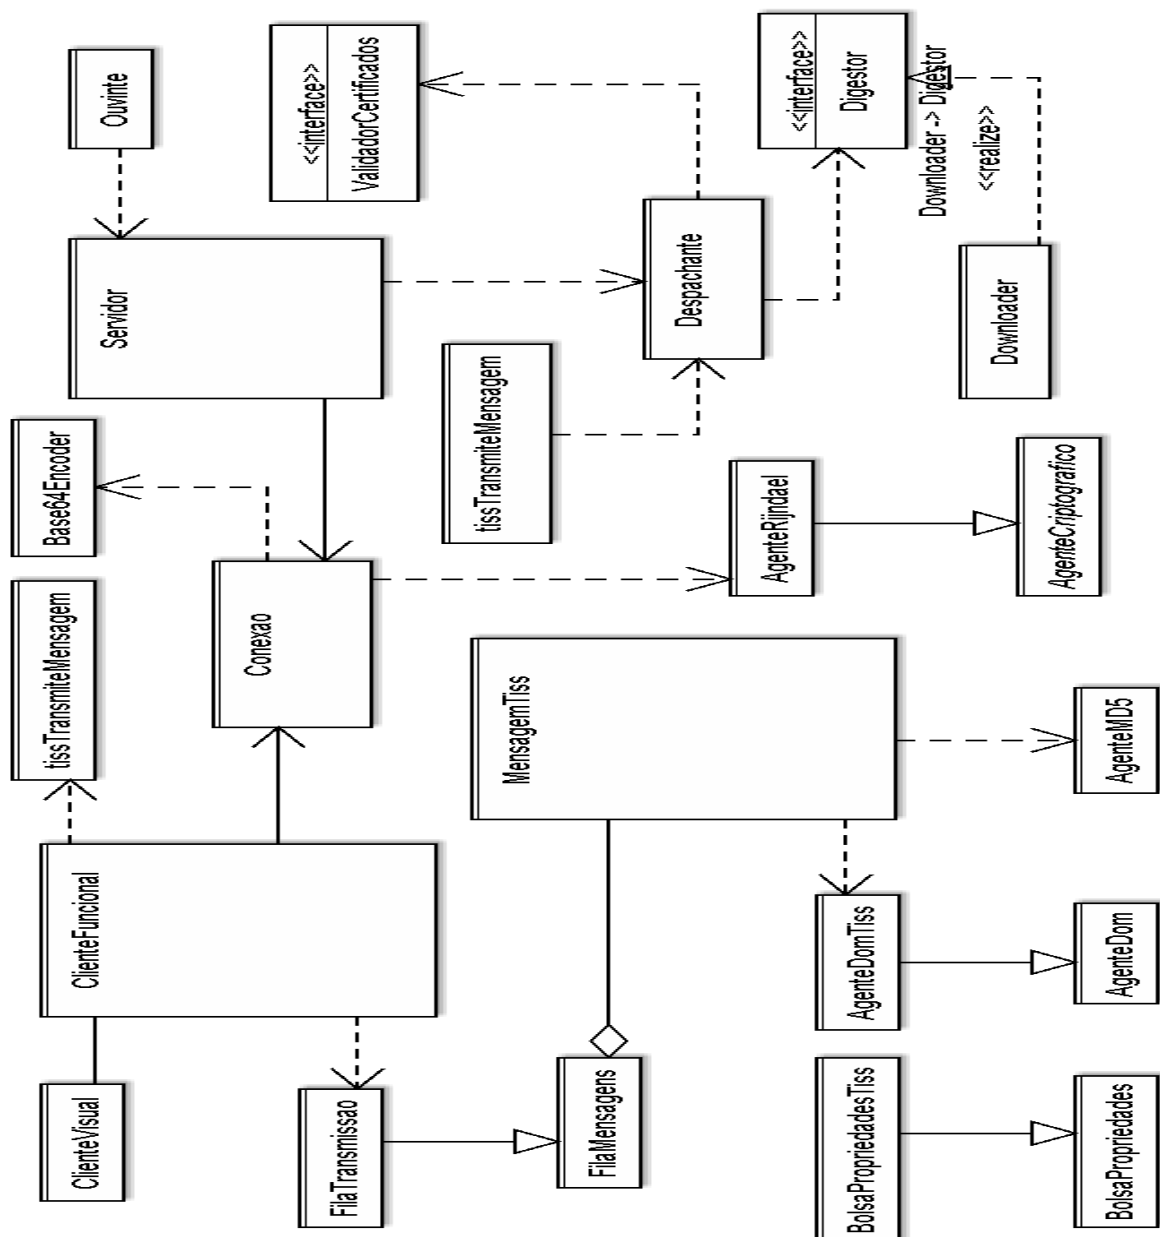 tissTransmiteMensagem
Base64Encoder
ClienteVisual
ClienteFuncional
Servidor
Ouvinte
Conexao
<<interface>>
ValidadorCertificados
FilaTransmissao
tissTransmiteMensagem
MensagemTiss
FilaMensagens
Despachante
AgenteRijndael
<<interface>>
Digestor
BolsaPropriedadesTiss
AgenteDomTiss
Downloader -> Digestor
<<realize>>
Downloader
AgenteCriptografico
BolsaPropriedades
AgenteDom
AgenteMD5